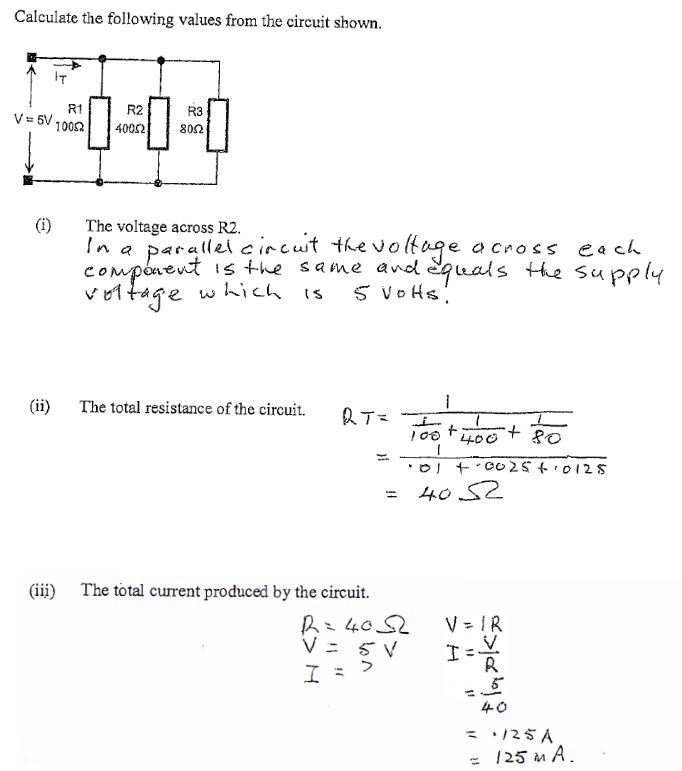 Calculate the following values from the circuit shown.
IT
V = 5V
R1
100Ω
R2
400Ω
R3
80Ω
(i) The voltage across R2.
In a parallel circuit the voltage across each
component is the same and equals the supply
voltage which is 5 Volts.
(ii) The total resistance of the circuit.
RT = 1 / (1/100 + 1/400 + 1/80)
= 1 / (.01 + .0025 + .0125)
= 40 Ω
(iii) The total current produced by the circuit.
R = 40 Ω
V = 5 V
I = ?
V = IR
I = V/R
= 5/40
= .125 A
= 125 mA.